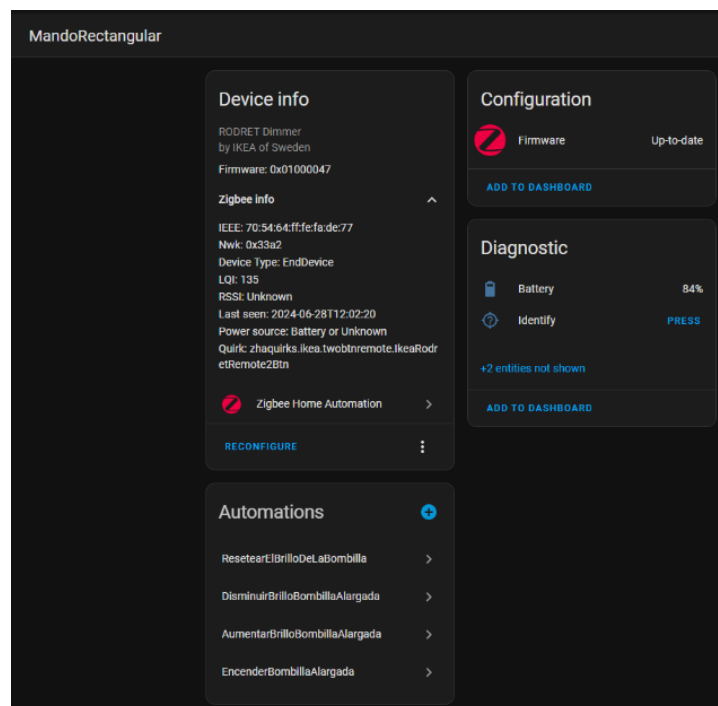 MandoRectangular
Device info
RODRET Dimmer
by IKEA of Sweden
Firmware: 0x01000047
Zigbee info
IEEE: 70:54:64:ff:fe:fa:de:77
Nwk: 0x33a2
Device Type: EndDevice
LQI: 135
RSSI: Unknown
Last seen: 2024-06-28T12:02:20
Power source: Battery or Unknown
Quirk: zhaquirks.ikea.twobtnremote.IkeaRodr
etRemote2Btn
Zigbee Home Automation
RECONFIGURE
Automations
ResetearElBrilloDeLaBombilla
DisminuirBrilloBombillaAlargada
AumentarBrilloBombillaAlargada
EncenderBombillaAlargada
Configuration
Firmware Up-to-date
ADD TO DASHBOARD
Diagnostic
Battery 84%
Identify PRESS
+2 entities not shown
ADD TO DASHBOARD